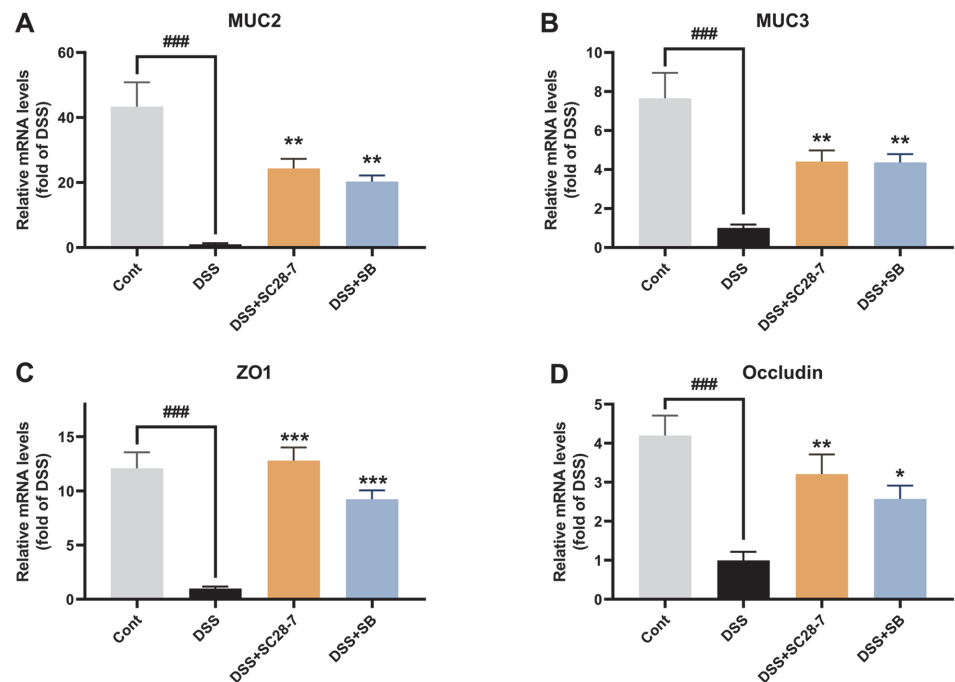 A
MUC2
Relative mRNA levels
(fold of DSS)
60
40
20
0
###
**
**
Cont
DSS
DSS+SC28-7
DSS+SB
B
MUC3
Relative mRNA levels
(fold of DSS)
10
8
6
4
2
0
###
**
**
Cont
DSS
DSS+SC28-7
DSS+SB
C
ZO1
Relative mRNA levels
(fold of DSS)
15
10
5
0
###
***
***
Cont
DSS
DSS+SC28-7
DSS+SB
D
Occludin
Relative mRNA levels
(fold of DSS)
5
4
3
2
1
0
###
**
*
Cont
DSS
DSS+SC28-7
DSS+SB